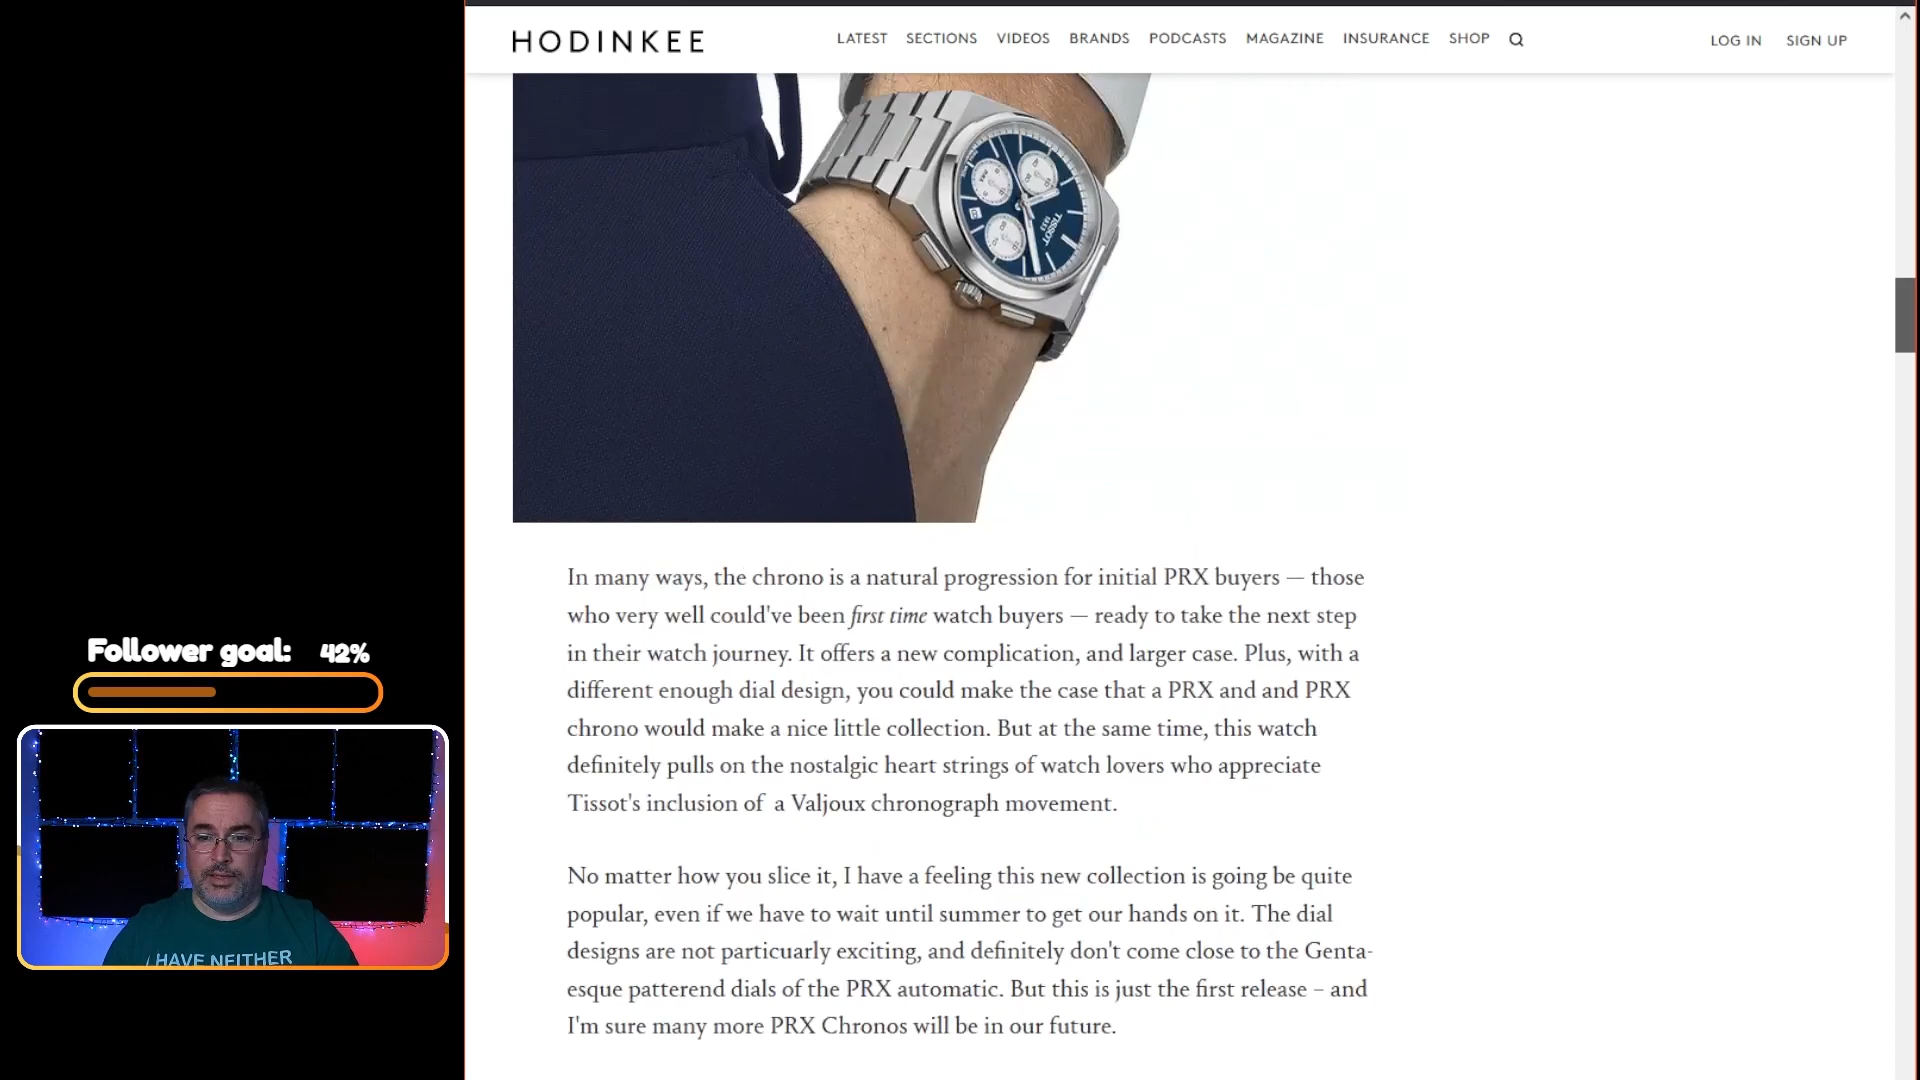 HODINKEE
LATEST SECTIONS VIDEOS BRANDS PODCASTS MAGAZINE INSURANCE SHOP
LOG IN SIGN UP
TISSOT
1853
In many ways, the chrono is a natural progression for initial PRX buyers — those
who very well could've been first time watch buyers — ready to take the next step
in their watch journey. It offers a new complication, and larger case. Plus, with a
different enough dial design, you could make the case that a PRX and and PRX
chrono would make a nice little collection. But at the same time, this watch
definitely pulls on the nostalgic heart strings of watch lovers who appreciate
Tissot's inclusion of a Valjoux chronograph movement.
No matter how you slice it, I have a feeling this new collection is going be quite
popular, even if we have to wait until summer to get our hands on it. The dial
designs are not particuarly exciting, and definitely don't come close to the Genta-
esque patterend dials of the PRX automatic. But this is just the first release – and
I'm sure many more PRX Chronos will be in our future.
Follower goal: 42%
HAVE NEITHER